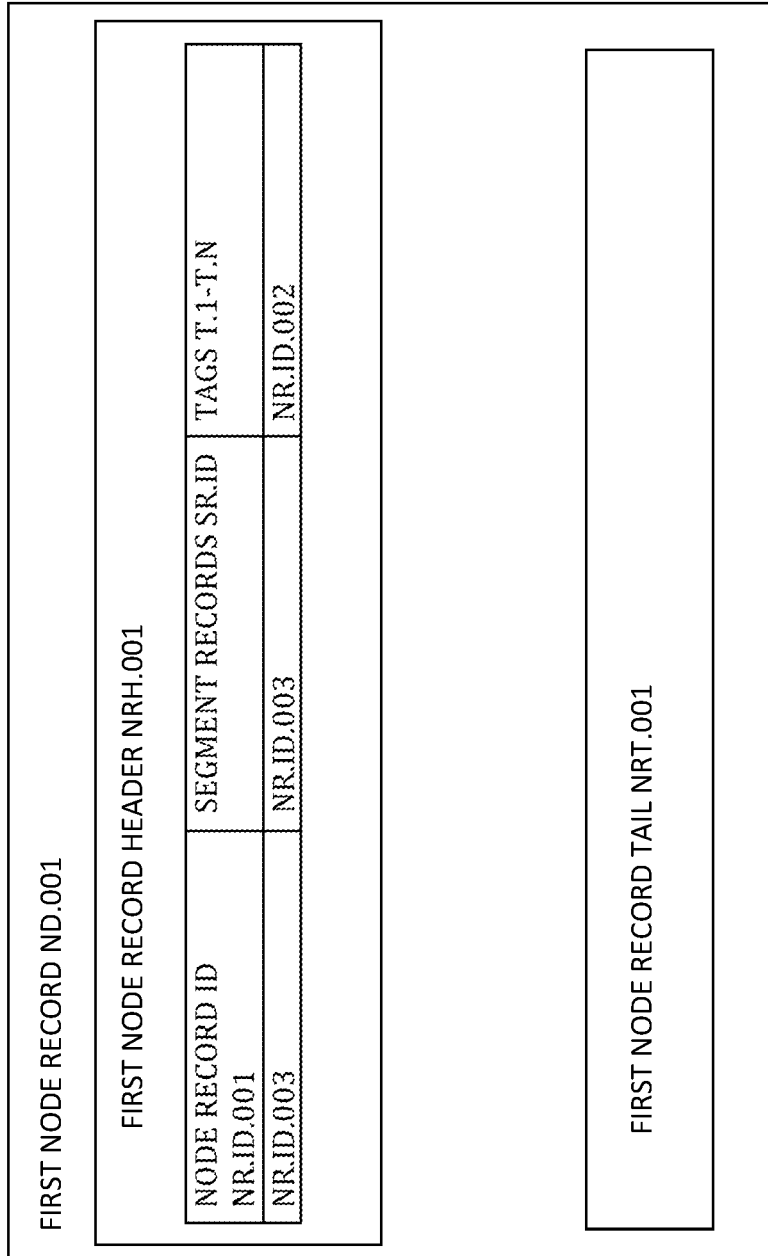 FIRST NODE RECORD ND.001
FIRST NODE RECORD HEADER NRH.001
NODE RECORD ID SEGMENT RECORDS SR.ID TAGS T.1-T.N
NR.ID.001
NR.ID.003 NR.ID.003 NR.ID.002
FIRST NODE RECORD TAIL NRT.001